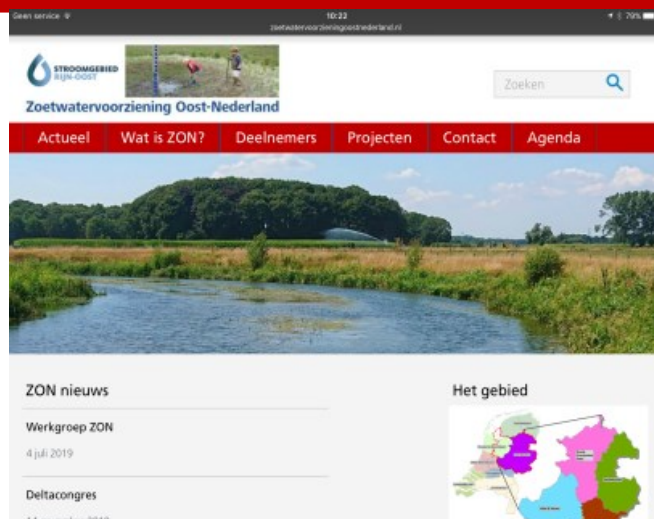 Geen service
10:22
79%
zoetwatervoorzieningoostnederland.nl
STROOMGEBIED
RIJN-OOST
Zoetwatervoorziening Oost-Nederland
Zoeken
Actueel Wat is ZON? Deelnemers Projecten Contact Agenda
ZON nieuws
Het gebied
Werkgroep ZON
4 juli 2019
Deltacongres